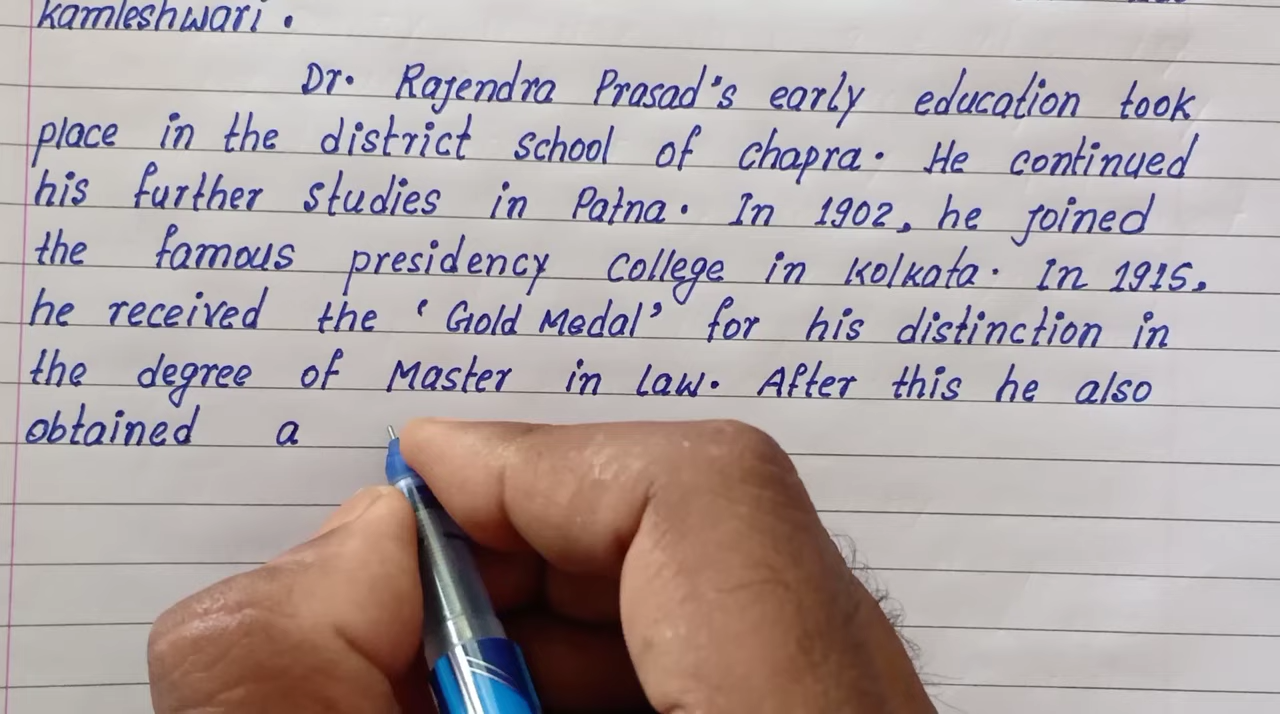 kamleshwari.
Dr. Rajendra Prasad's early education took
place in the district school of chapra. He continued
his further studies in Patna. In 1902, he joined
the famous presidency college in kolkata. In 1915,
he received the 'Gold Medal' for his distinction in
the degree of Master in law. After this he also
obtained a